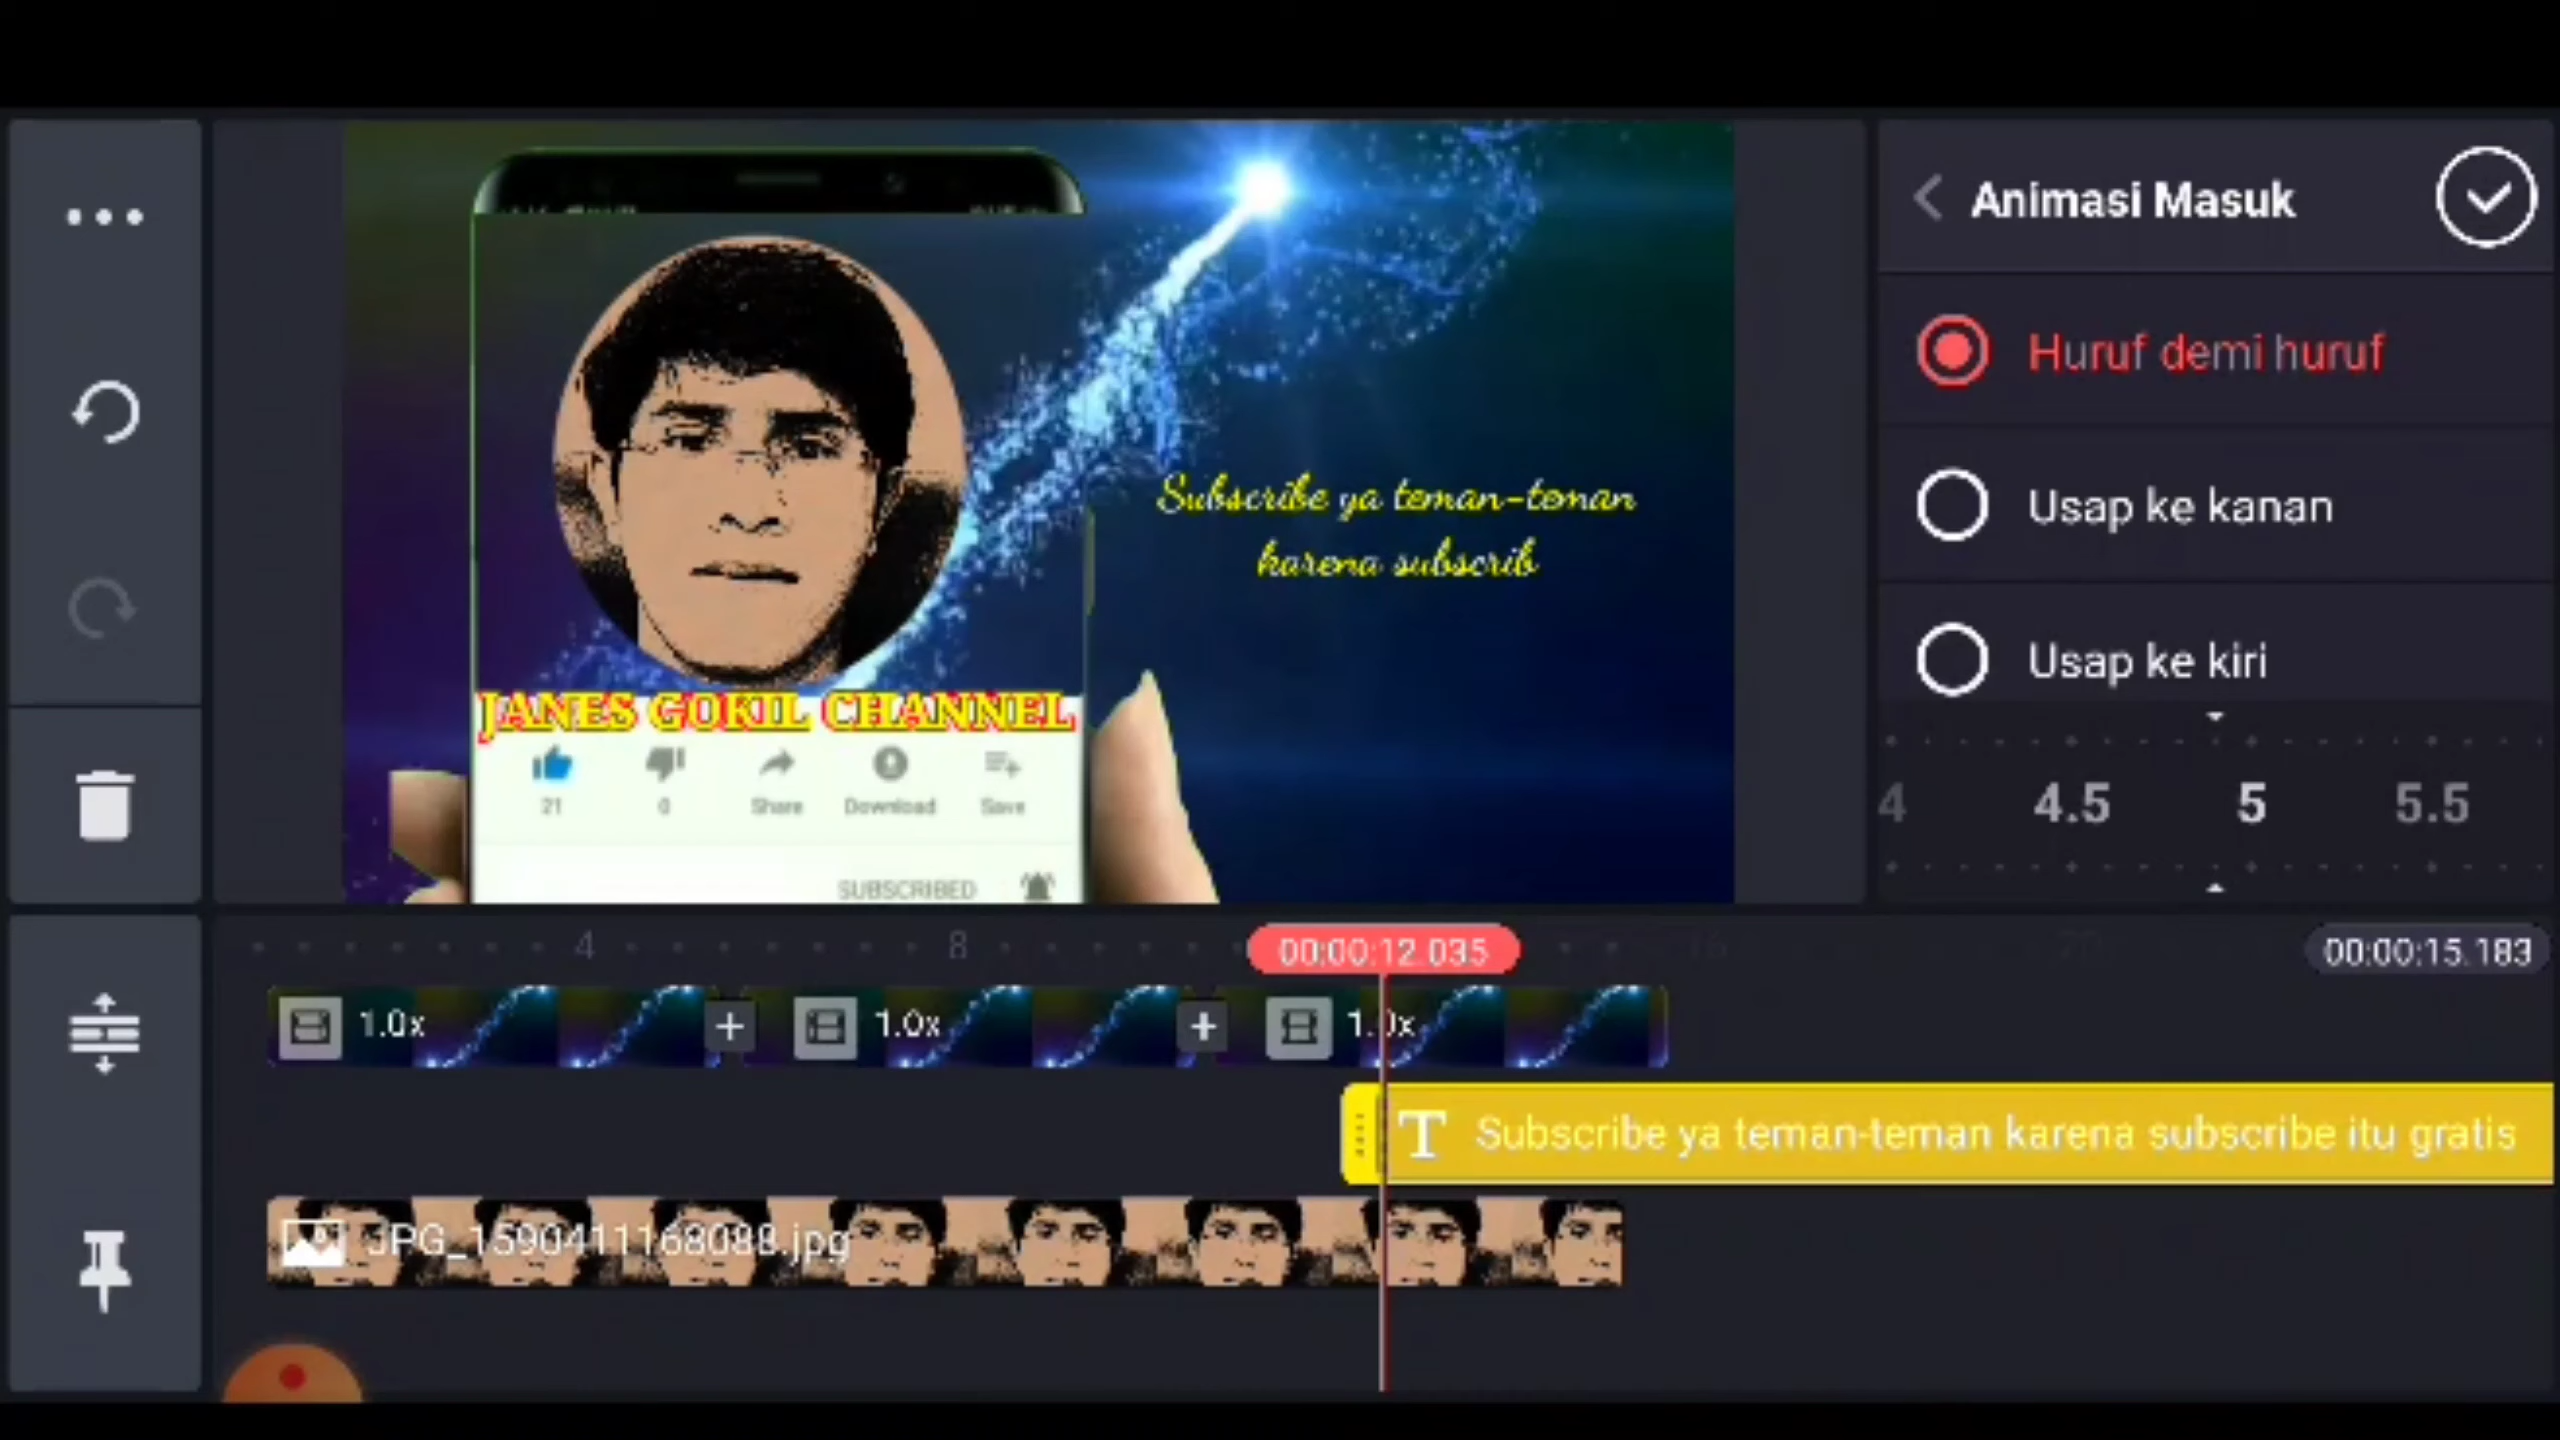 Animasi Masuk
Huruf demi huruf
Usap ke kanan
Usap ke kiri
4 4.5 5 5.5
Subscribe ya teman-teman
karena subscrib
JANES GOKIL CHANNEL
21 0 Share Download Save
SUBSCRIBED
4 8 00:00:12.035 16 20 00:00:15.183
1.0x 1.0x 1.0x
T Subscribe ya teman-teman karena subscribe itu gratis
JPG_1590411168088.jpg